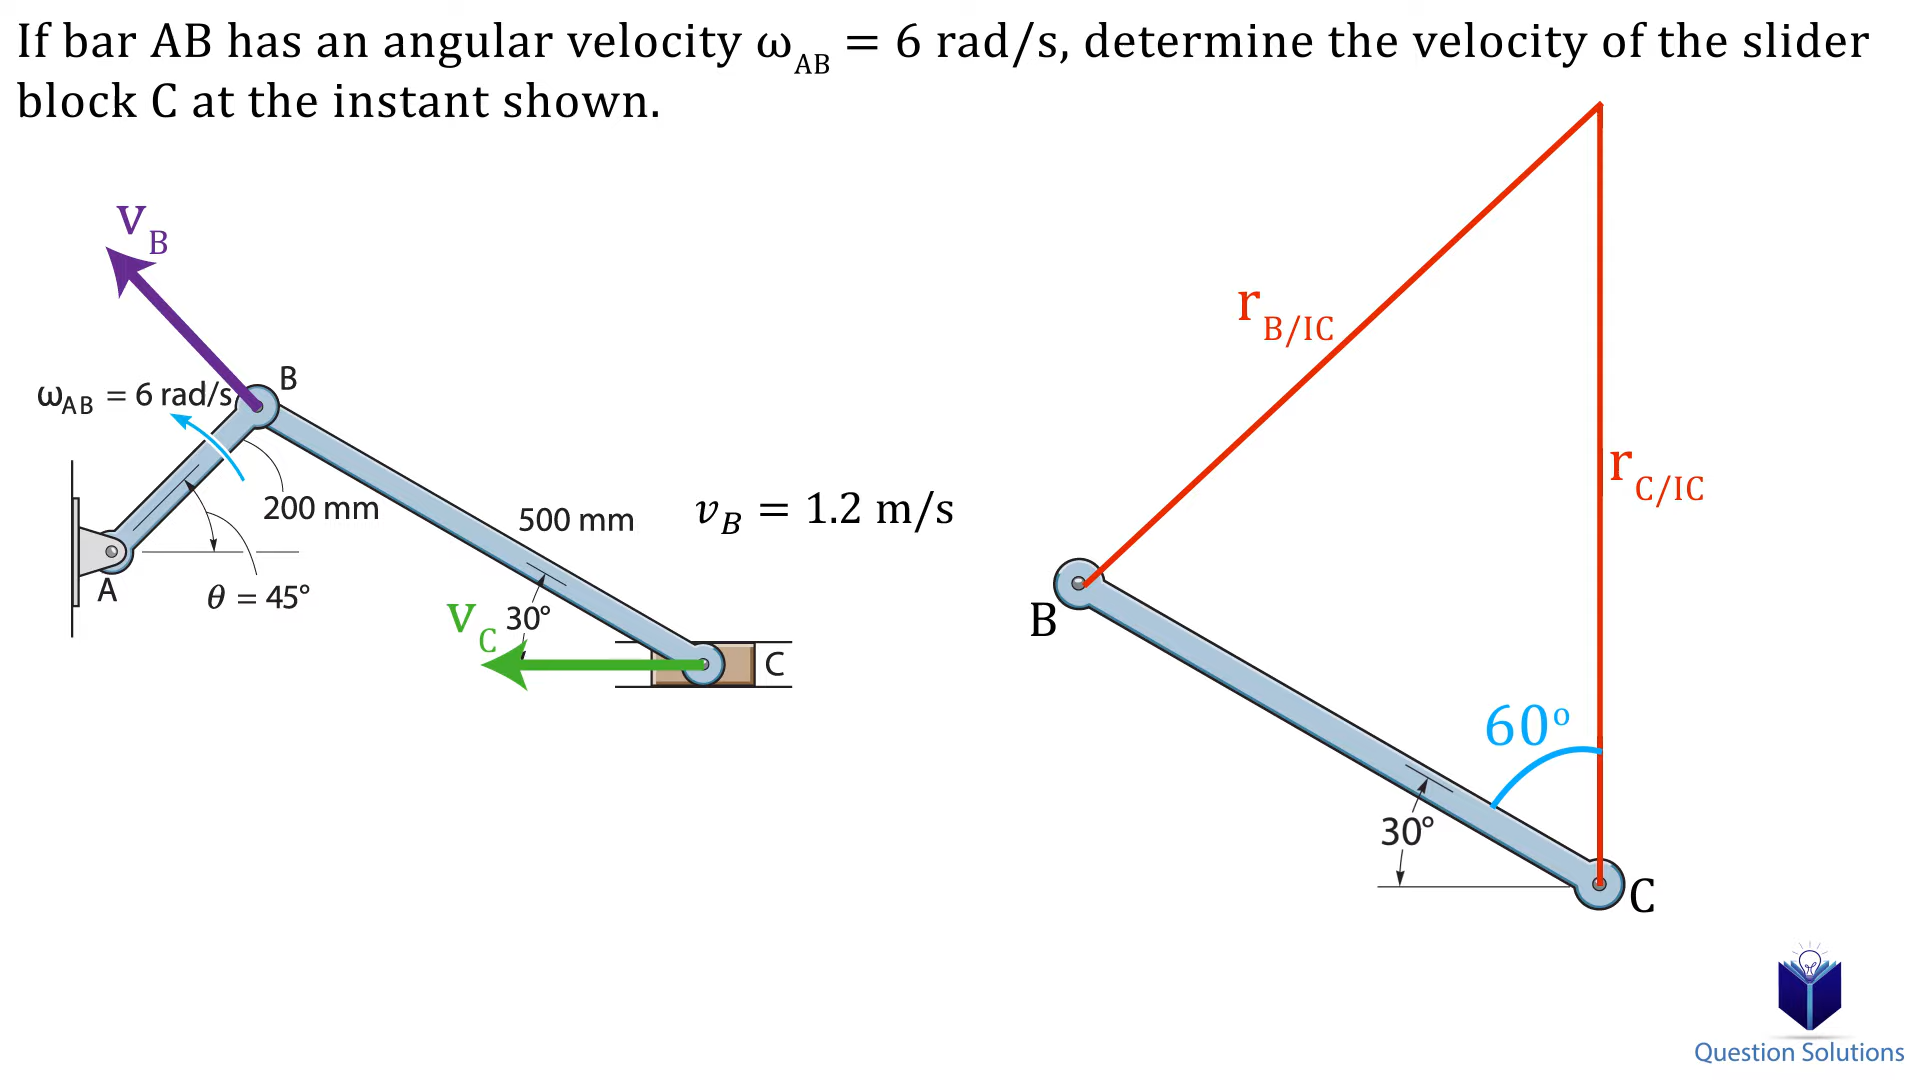 If bar AB has an angular velocity ω_AB = 6 rad/s, determine the velocity of the slider
block C at the instant shown.
v_B
ω_AB = 6 rad/s
B
200 mm
500 mm
v_B = 1.2 m/s
A
θ = 45°
v_C
30°
C
r_B/IC
r_C/IC
B
60°
30°
C
Question Solutions